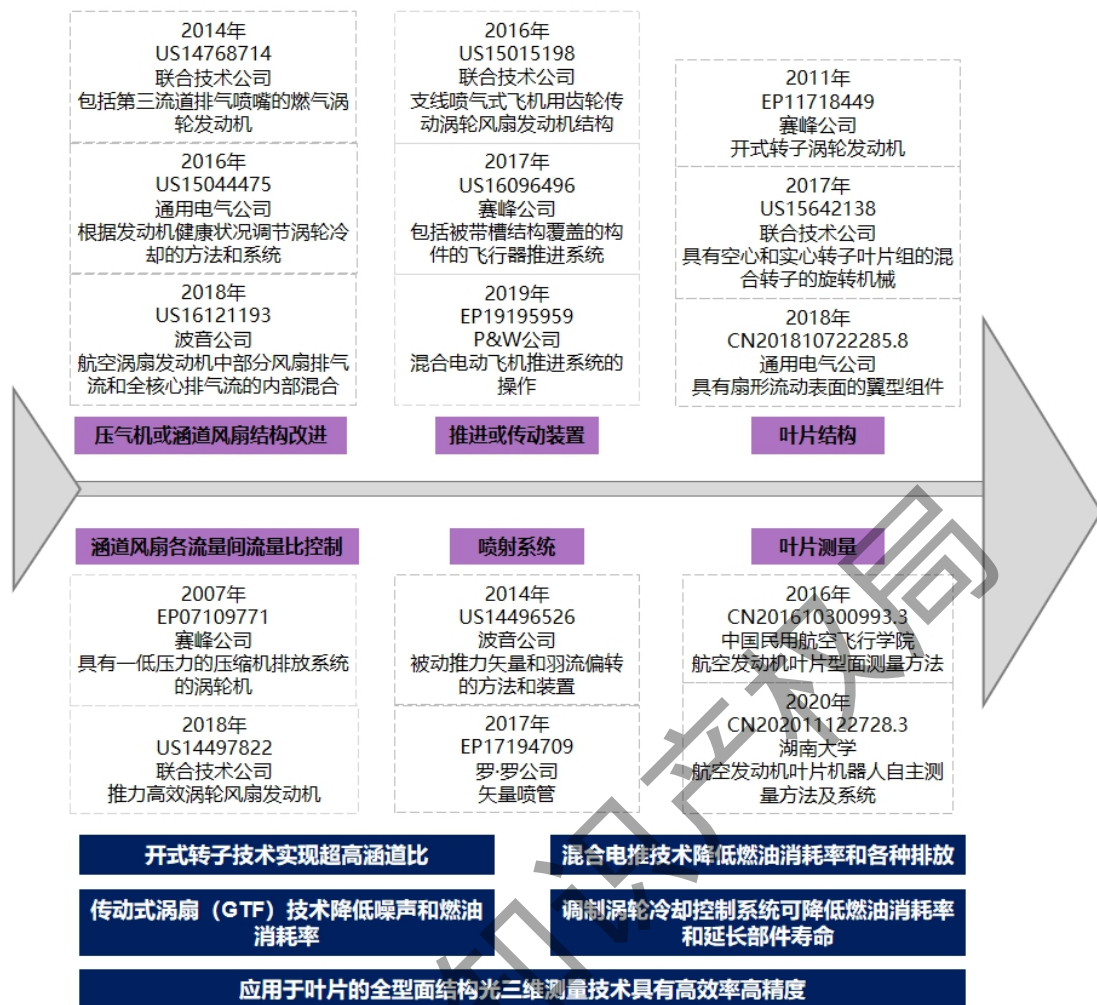 2014年
US14768714
联合技术公司
包括第三流道排气喷嘴的燃气涡
轮发动机
2016年
US15044475
通用电气公司
根据发动机健康状况调节涡轮冷
却的方法和系统
2018年
US16121193
波音公司
航空涡扇发动机中部分风扇排气
流和全核心排气流的内部混合
压气机或涵道风扇结构改进
2016年
US15015198
联合技术公司
支线喷气式飞机用齿轮传
动涡轮风扇发动机结构
2017年
US16096496
赛峰公司
包括被带槽结构覆盖的构
件的飞行器推进系统
2019年
EP19195959
P&W公司
混合电动飞机推进系统的
操作
推进或传动装置
2011年
EP11718449
赛峰公司
开式转子涡轮发动机
2017年
US15642138
联合技术公司
具有空心和实心转子叶片组的混
合转子的旋转机械
2018年
CN201810722285.8
通用电气公司
具有扇形流动表面的翼型组件
叶片结构
涵道风扇各流量间流量比控制
2007年
EP07109771
赛峰公司
具有一低压力的压缩机排放系统
的涡轮机
2018年
US14497822
联合技术公司
推力高效涡轮风扇发动机
喷射系统
2014年
US14496526
波音公司
被动推力矢量和羽流偏转
的方法和装置
2017年
EP17194709
罗·罗公司
矢量喷管
叶片测量
2016年
CN201610300993.3
中国民用航空飞行学院
航空发动机叶片型面测量方法
2020年
CN202011122728.3
湖南大学
航空发动机叶片机器人自主测
量方法及系统
开式转子技术实现超高涵道比
混合电推技术降低燃油消耗率和各种排放
传动式涡扇（GTF）技术降低噪声和燃油
消耗率
调制涡轮冷却控制系统可降低燃油消耗率
和延长部件寿命
应用于叶片的全型面结构光三维测量技术具有高效率高精度
知识产权局